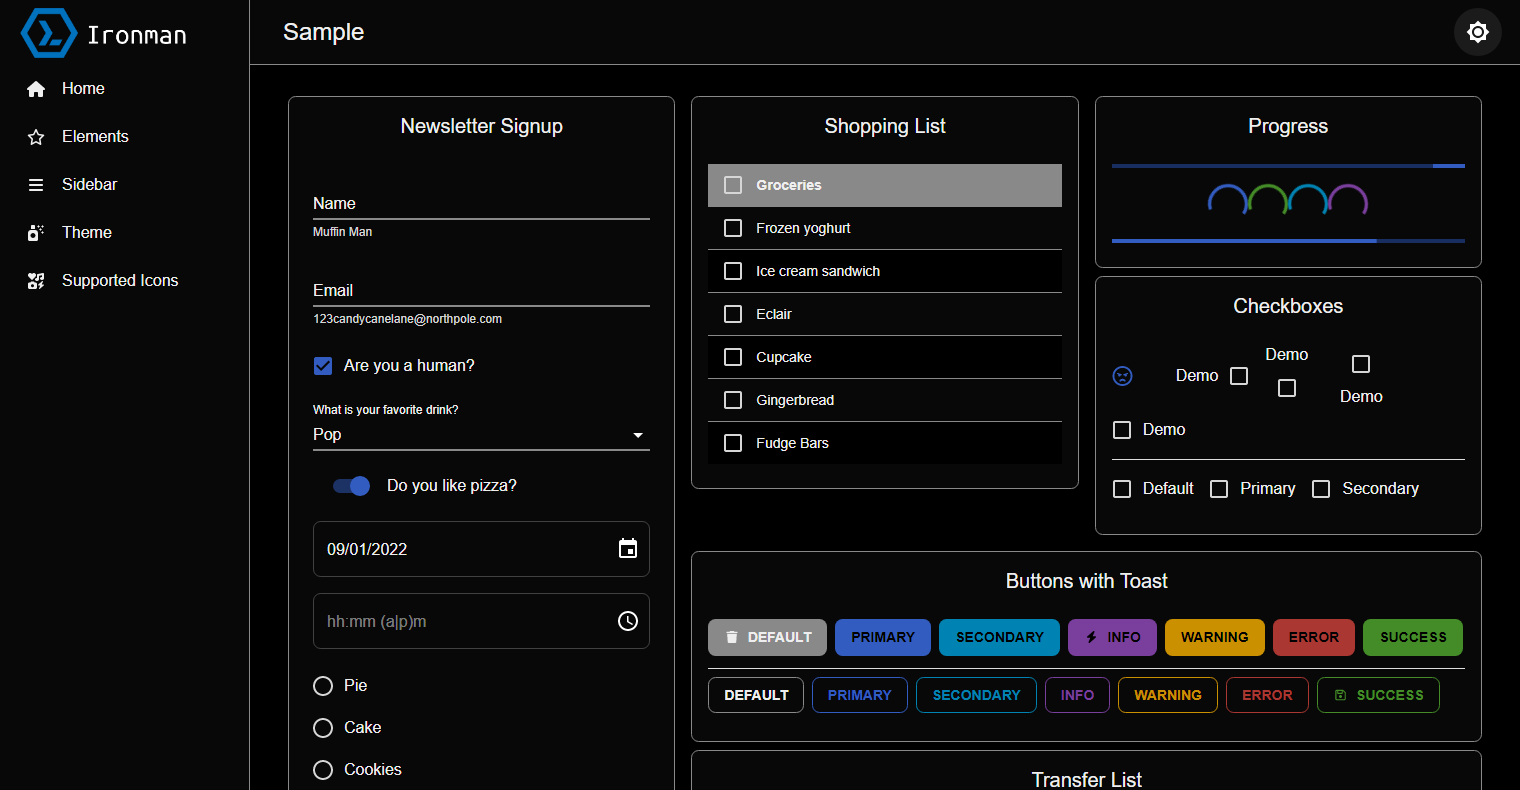 Ironman
Home
Elements
Sidebar
Theme
Supported Icons
Sample
Newsletter Signup
Name
Muffin Man
Email
123candycanelane@northpole.com
Are you a human?
What is your favorite drink?
Pop
Do you like pizza?
09/01/2022
hh:mm (a|p)m
Pie
Cake
Cookies
Shopping List
Groceries
Frozen yoghurt
Ice cream sandwich
Eclair
Cupcake
Gingerbread
Fudge Bars
Progress
Checkboxes
Demo
Demo
Demo
Demo
Default Primary Secondary
Buttons with Toast
DEFAULT PRIMARY SECONDARY INFO WARNING ERROR SUCCESS
DEFAULT PRIMARY SECONDARY INFO WARNING ERROR SUCCESS
Transfer List